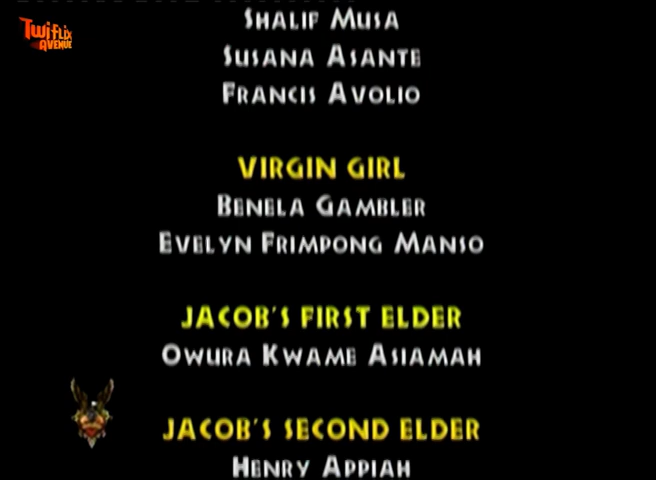 Twiflix
Avenue
Shalif Musa
Susana Asante
Francis Avolio
VIRGIN GIRL
Benela Gambler
Evelyn Frimpong Manso
JACOB'S FIRST ELDER
Owura Kwame Asiamah
JACOB'S SECOND ELDER
Henry Appiah